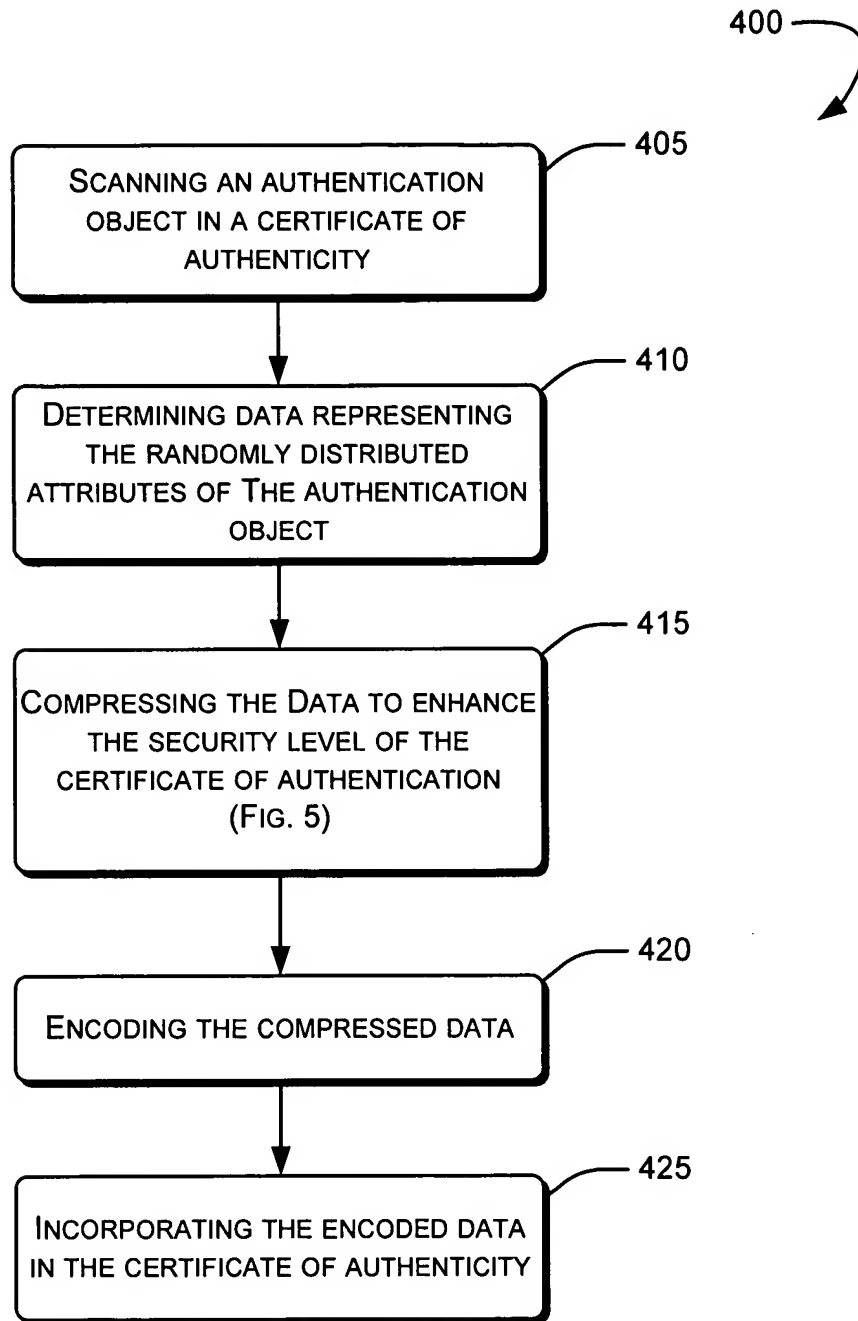 400
405
SCANNING AN AUTHENTICATION
OBJECT IN A CERTIFICATE OF
AUTHENTICITY
410
DETERMINING DATA REPRESENTING
THE RANDOMLY DISTRIBUTED
ATTRIBUTES OF THE AUTHENTICATION
OBJECT
415
COMPRESSING THE DATA TO ENHANCE
THE SECURITY LEVEL OF THE
CERTIFICATE OF AUTHENTICATION
(FIG. 5)
420
ENCODING THE COMPRESSED DATA
425
INCORPORATING THE ENCODED DATA
IN THE CERTIFICATE OF AUTHENTICITY